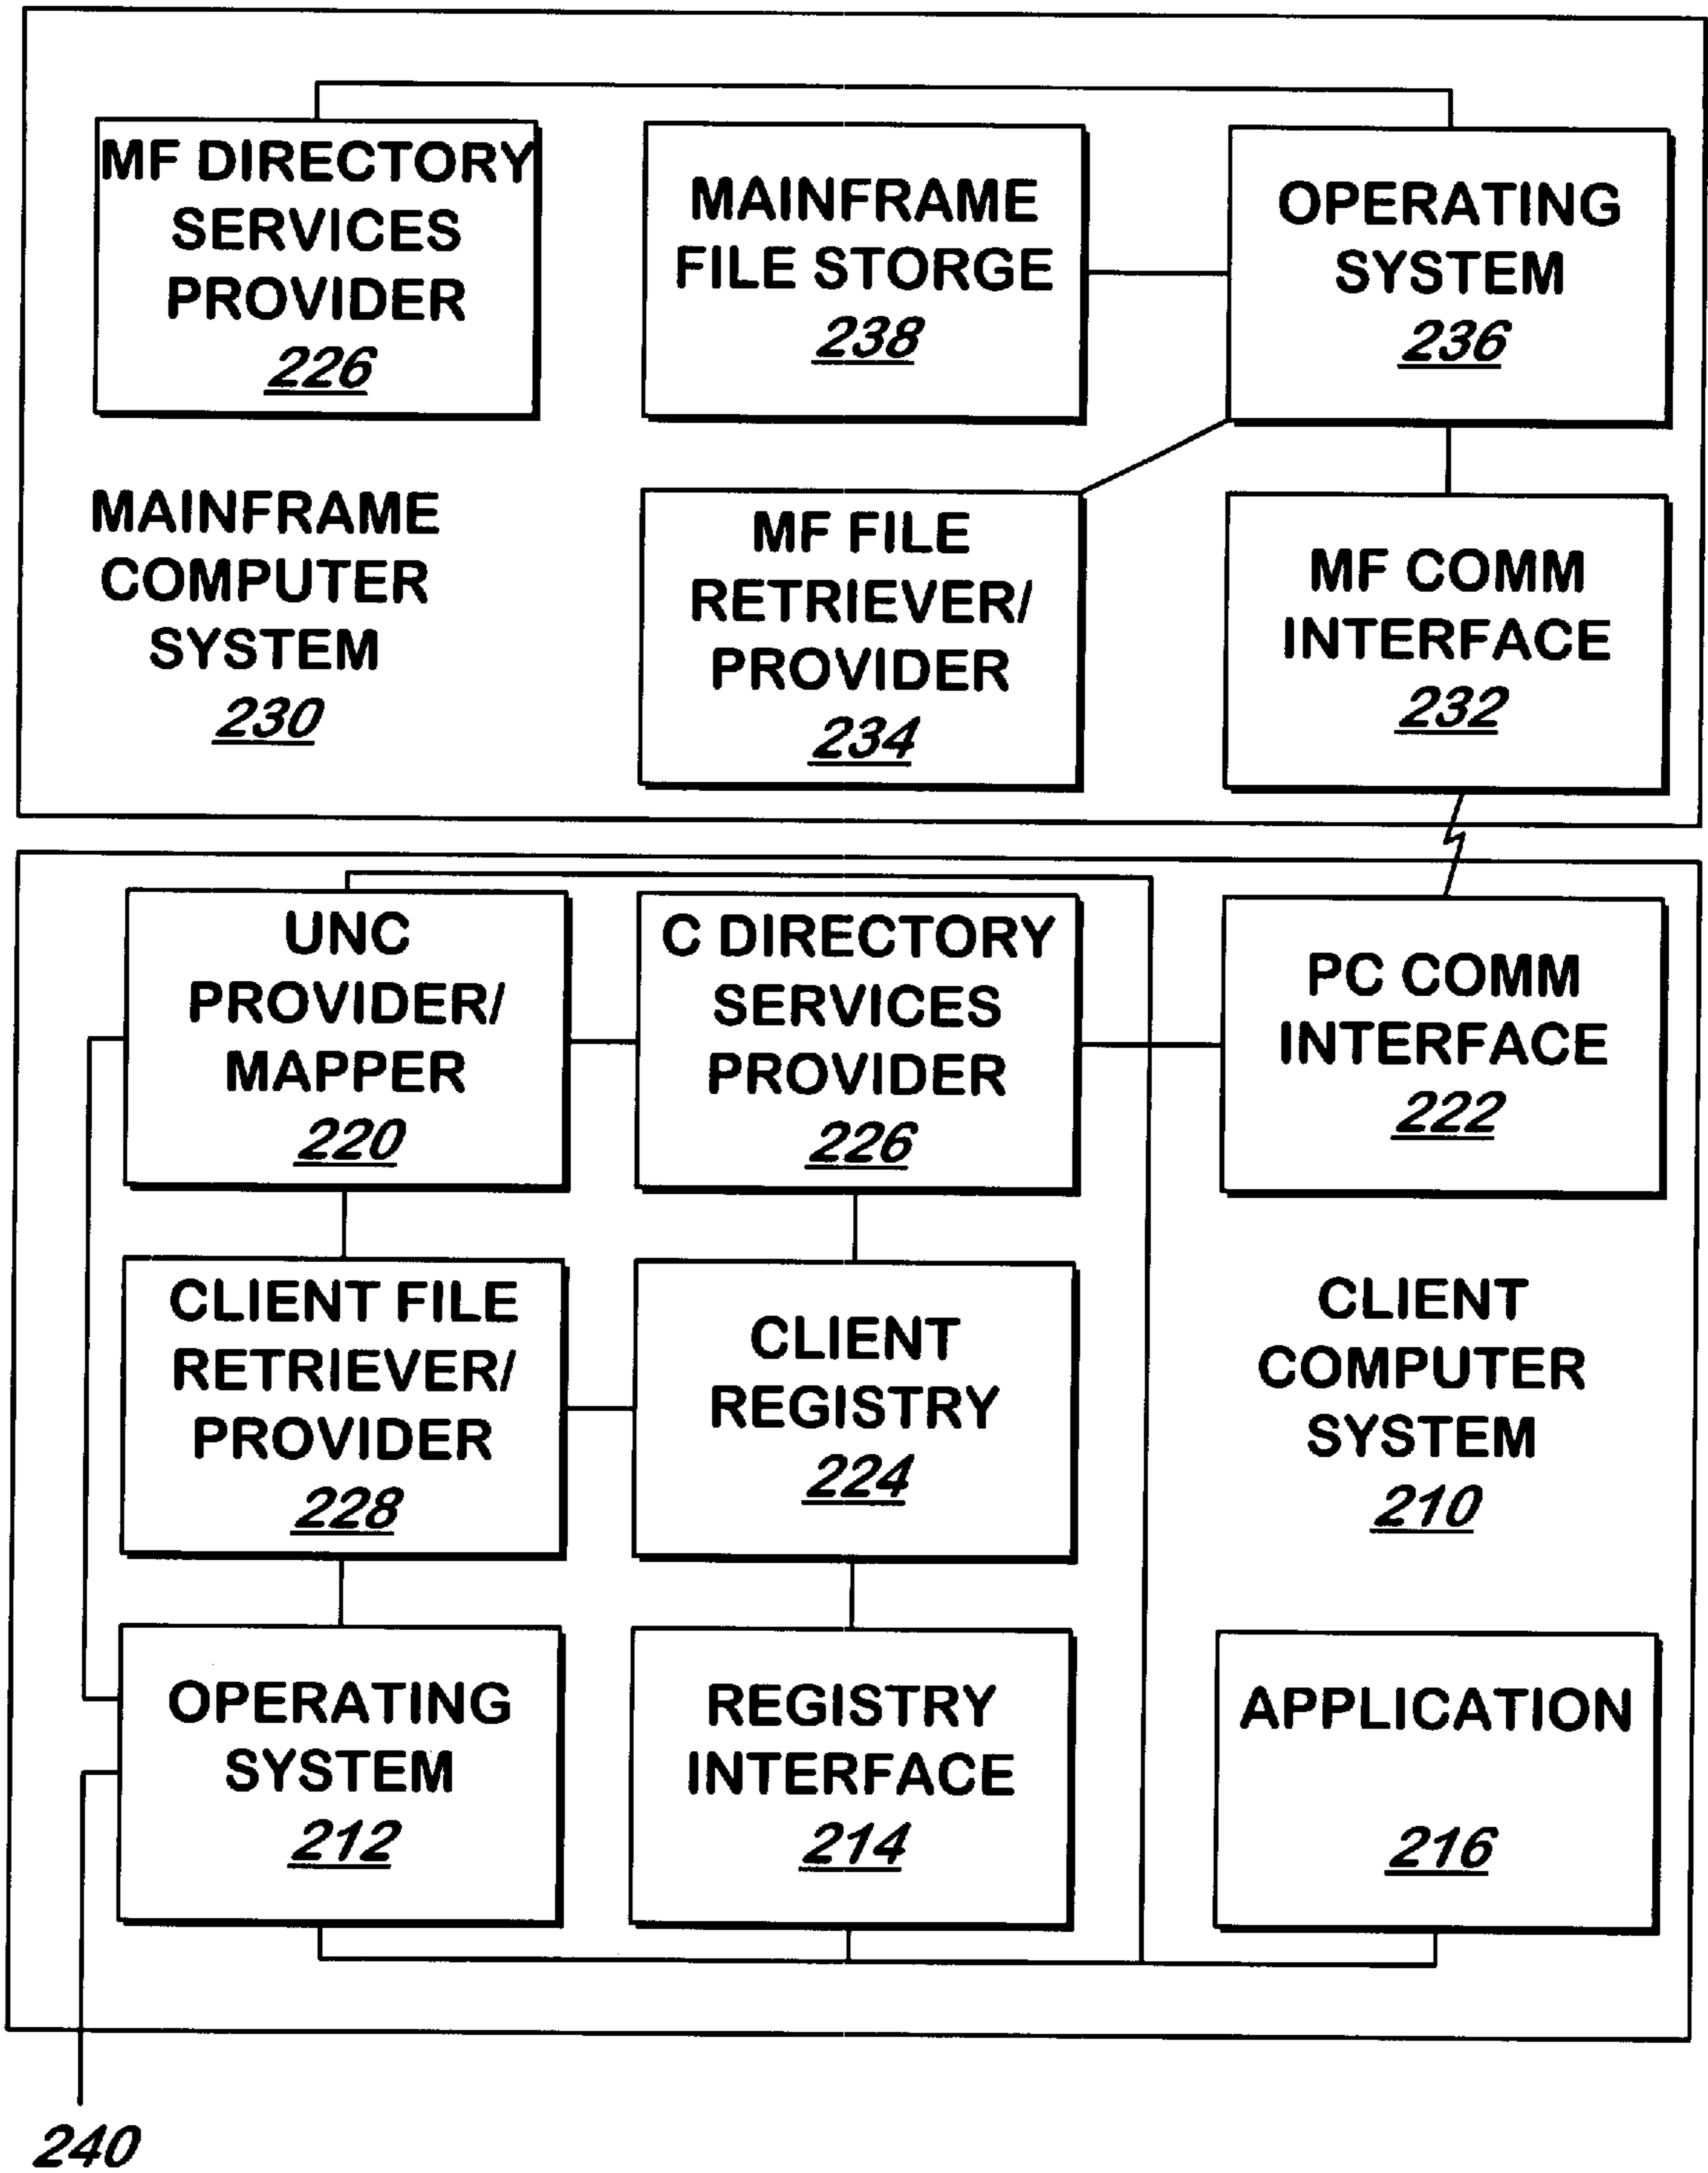 MF DIRECTORY
SERVICES
PROVIDER
226
MAINFRAME
FILE STORGE
238
OPERATING
SYSTEM
236
MAINFRAME
COMPUTER
SYSTEM
230
MF FILE
RETRIEVER/
PROVIDER
234
MF COMM
INTERFACE
232
UNC
PROVIDER/
MAPPER
220
C DIRECTORY
SERVICES
PROVIDER
226
PC COMM
INTERFACE
222
CLIENT FILE
RETRIEVER/
PROVIDER
228
CLIENT
REGISTRY
224
CLIENT
COMPUTER
SYSTEM
210
OPERATING
SYSTEM
212
REGISTRY
INTERFACE
214
APPLICATION
216
240